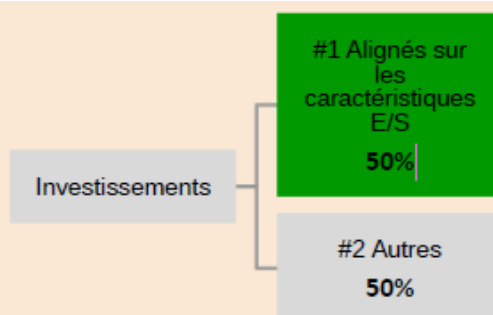 #1 Alignés sur
les
caractéristiques
E/S
50%
Investissements
#2 Autres
50%